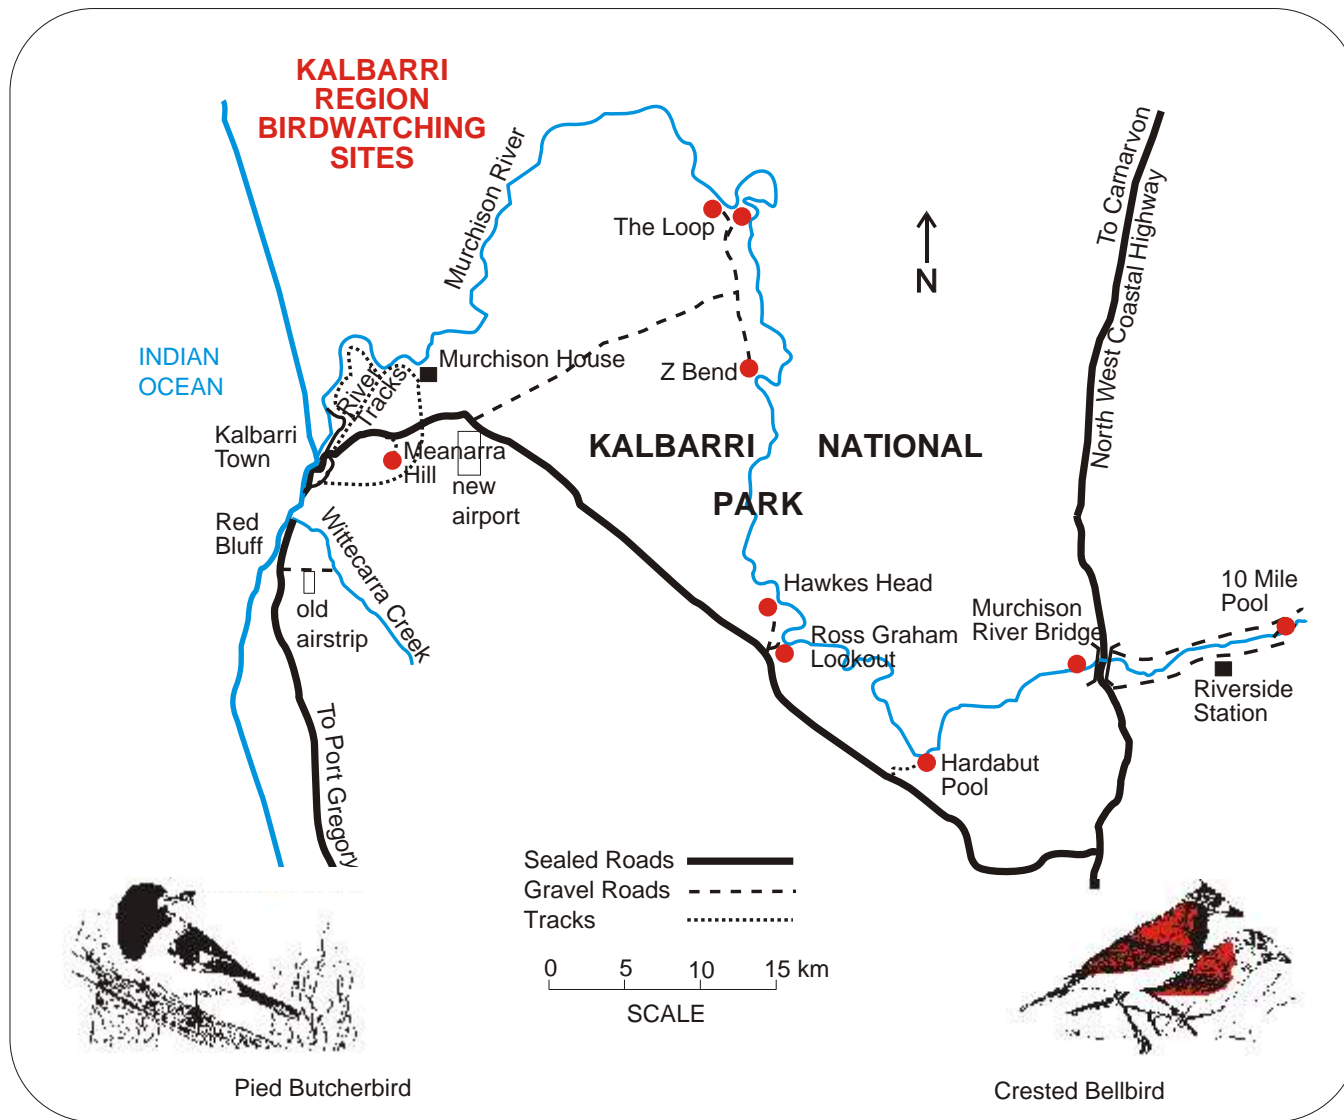 KALBARRI
REGION
BIRDWATCHING
SITES
Murchison River
To Carnarvon
North West Coastal Highway
The Loop
N
INDIAN
OCEAN
Murchison House
River
Tracks
Z Bend
Kalbarri
Town
Meanarra
Hill
KALBARRI NATIONAL
PARK
new
airport
Red
Bluff
Wittecarra Creek
old
airstrip
Hawkes Head
10 Mile
Pool
Murchison
River Bridge
Ross Graham
Lookout
Riverside
Station
To Port Gregory
Hardabut
Pool
Sealed Roads
Gravel Roads
Tracks
0 5 10 15 km
SCALE
Pied Butcherbird
Crested Bellbird